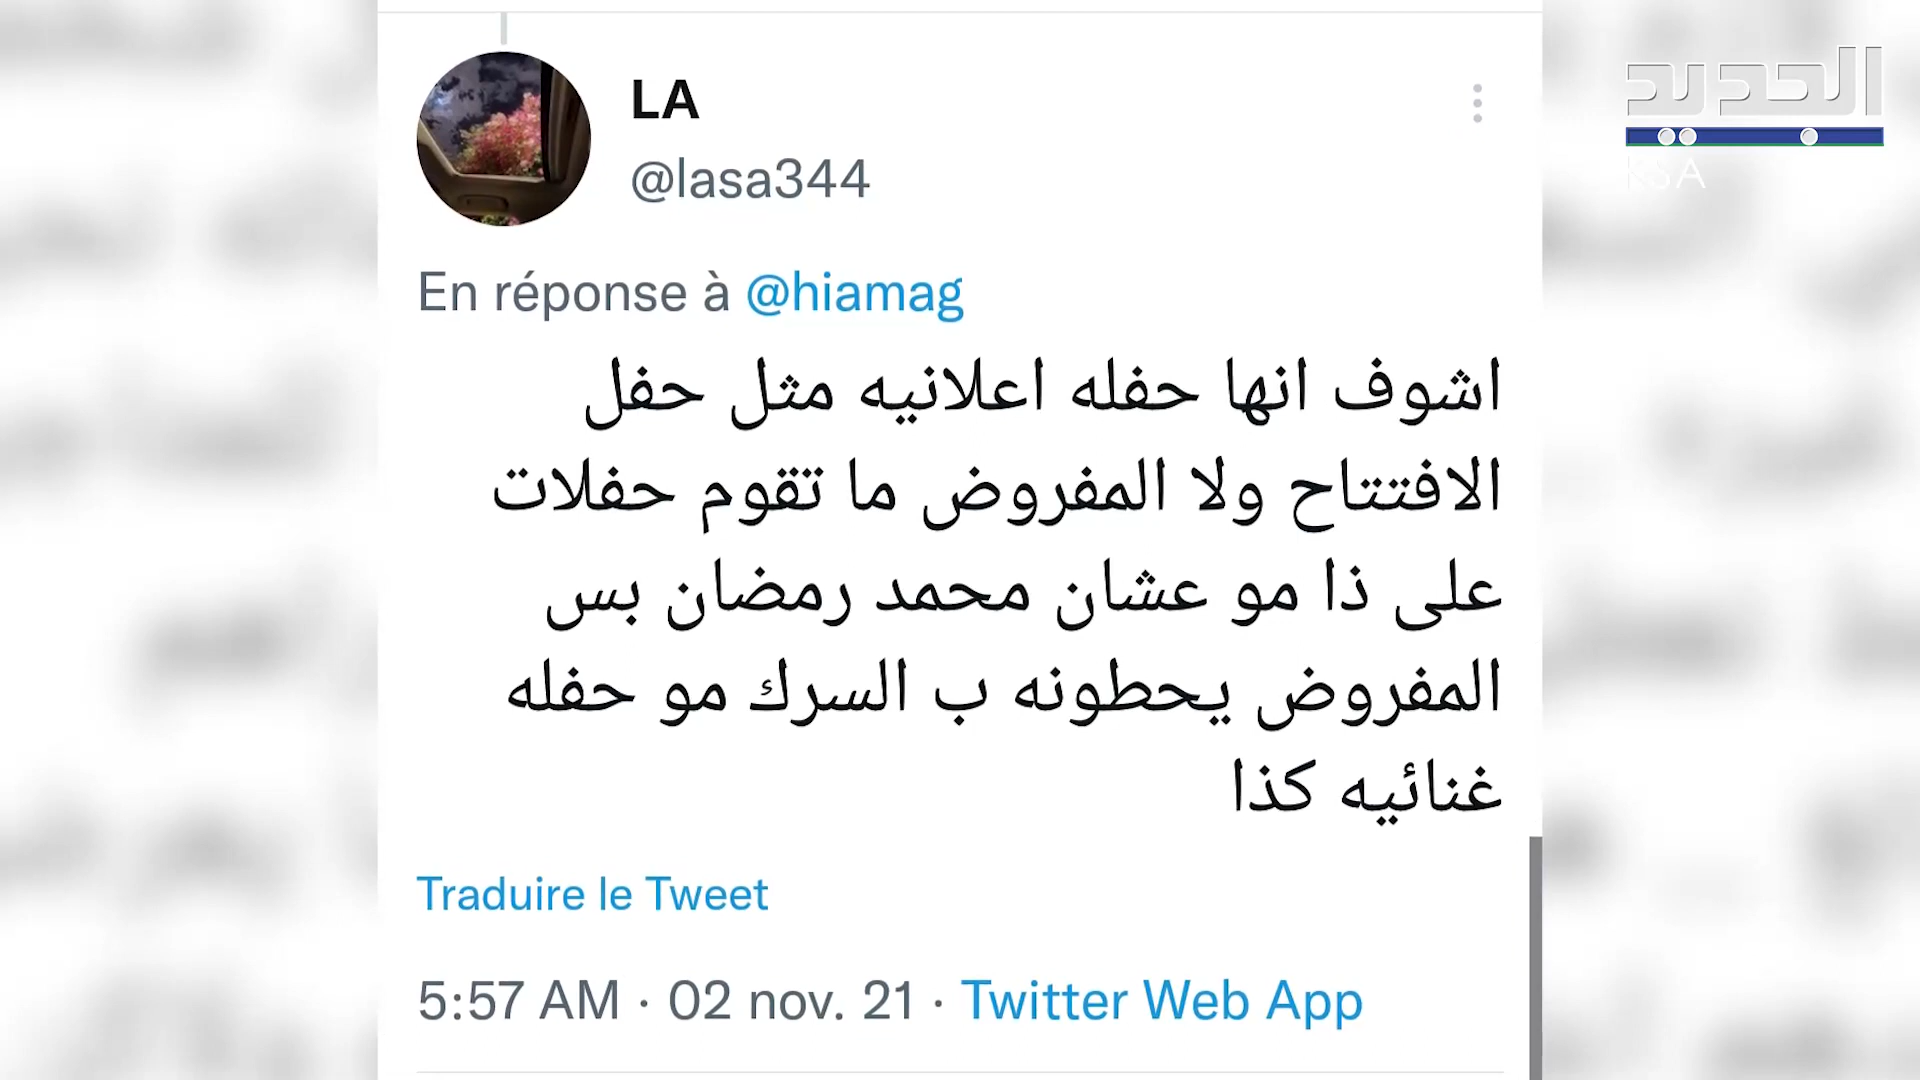 LA
@lasa344
الجديد
KSA
En réponse à @hiamag
اشوف انها حفله اعلانيه مثل حفل
الافتتاح ولا المفروض ما تقوم حفلات
على ذا مو عشان محمد رمضان بس
المفروض يحطونه ب السرك مو حفله
غنائيه كذا
Traduire le Tweet
5:57 AM · 02 nov. 21 · Twitter Web App